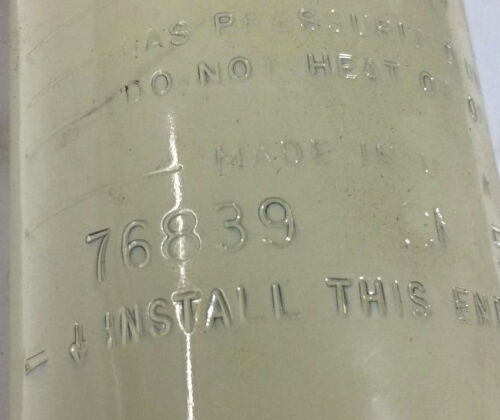 GAS PRESSURIZED
DO NOT HEAT O
MADE IN U
76839
↓ INSTALL THIS END